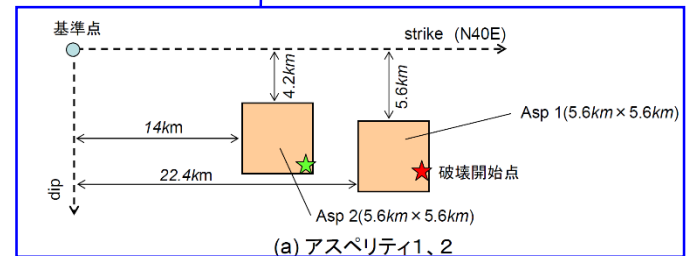 基準点
strike (N40E)
4.2km
5.6km
Asp 1(5.6km×5.6km)
14km
破壊開始点
22.4km
dip
Asp 2(5.6km×5.6km)
(a) アスペリティ1、2